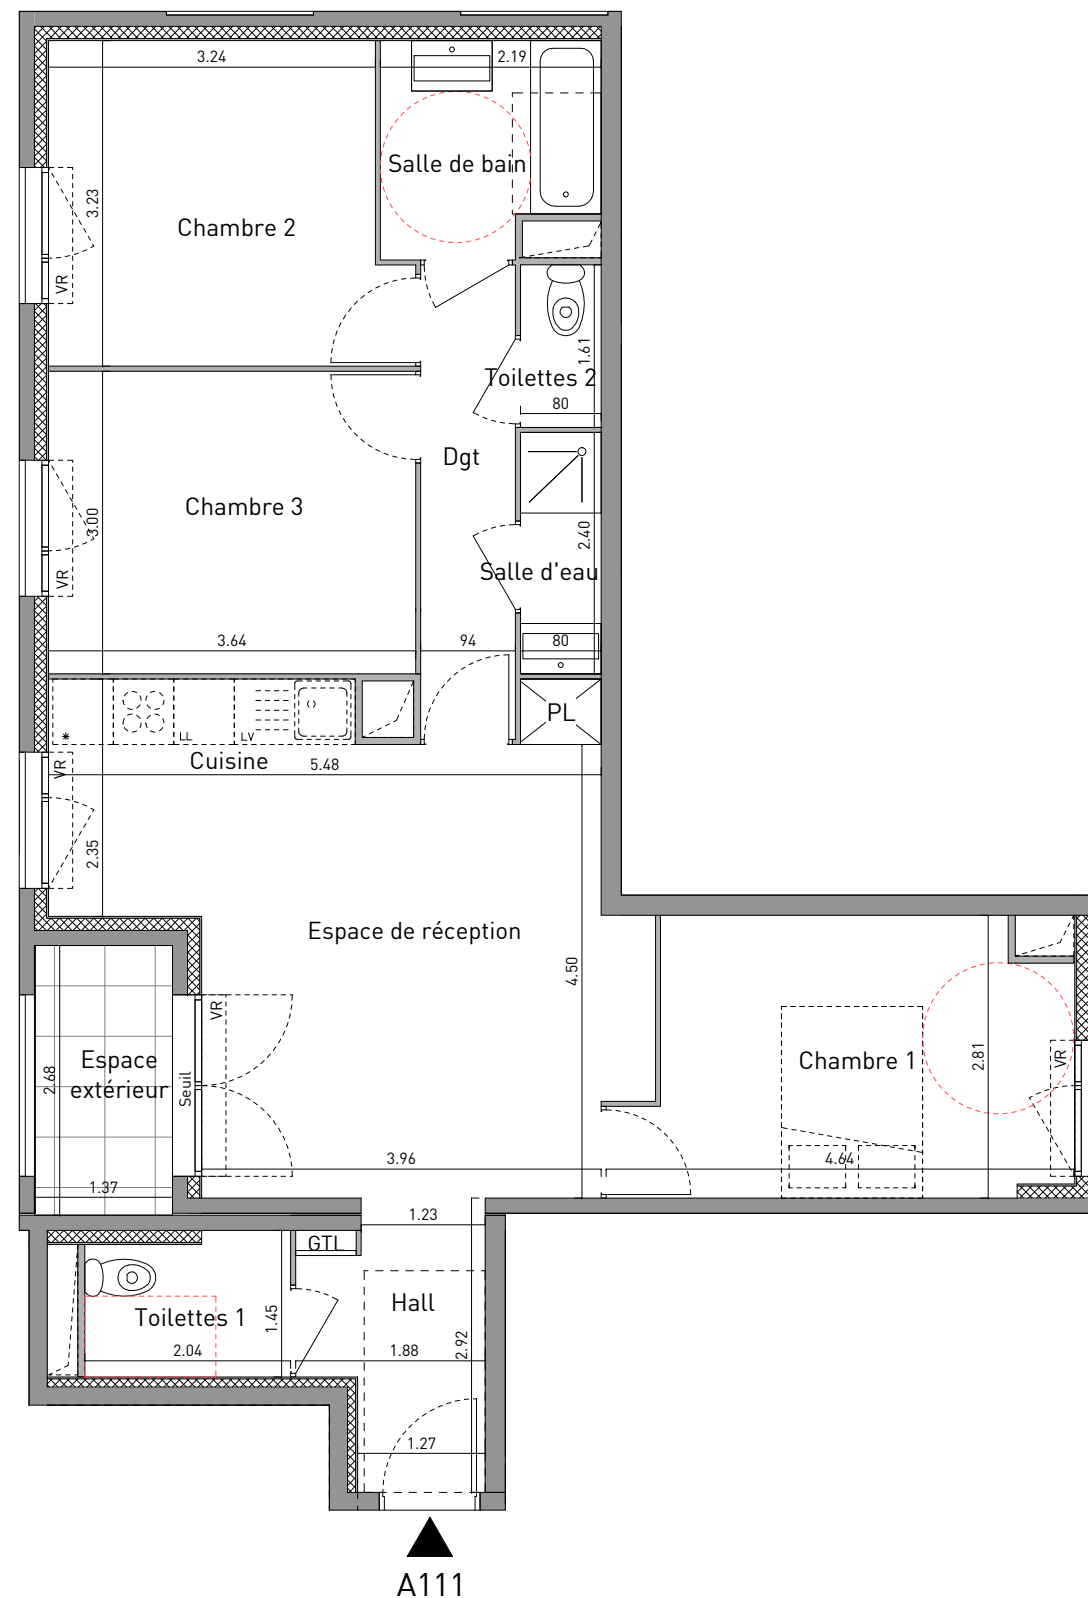 3.24
2.19
Salle de bain
3.23
Chambre 2
VR
1.61
Toilettes 2
80
Dgt
Chambre 3
3.00
2.40
VR
Salle d'eau
3.64
94
80
PL
*
LL
LV
Cuisine
5.48
VR
2.35
Espace de réception
4.50
VR
Espace
extérieur
2.68
Seuil
Chambre 1
2.81
VR
3.96
4.64
1.37
1.23
GTL
Hall
Toilettes 1
1.45
2.92
2.04
1.88
1.27
A111